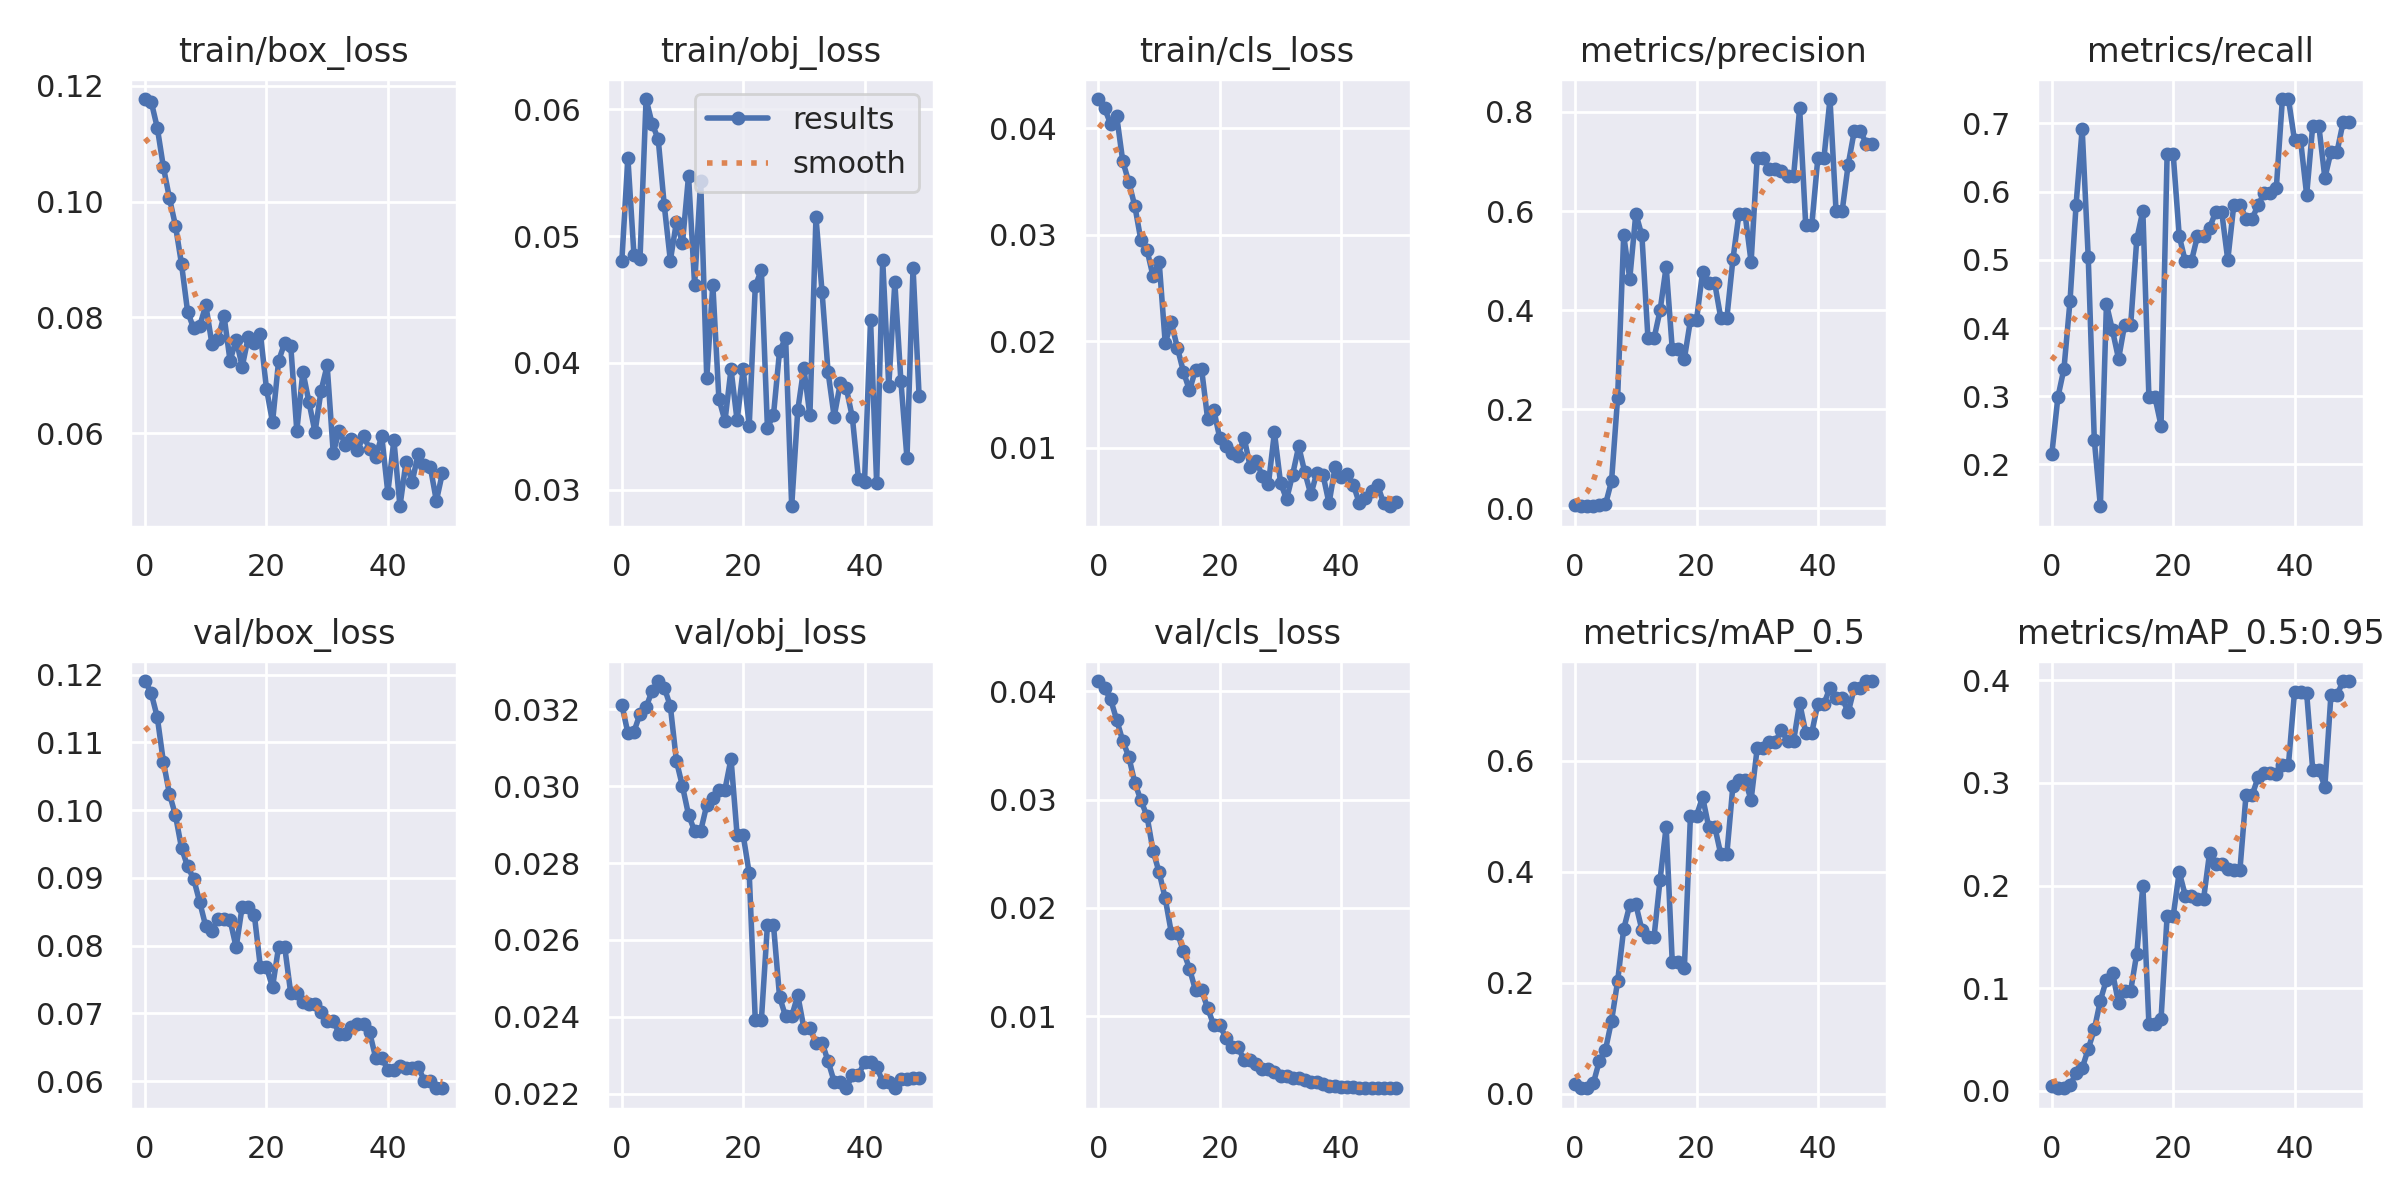 train/box_loss
0.12
0.10
0.08
0.06
0 20 40
train/obj_loss
results
smooth
0.06
0.05
0.04
0.03
0 20 40
train/cls_loss
0.04
0.03
0.02
0.01
0 20 40
metrics/precision
0.8
0.6
0.4
0.2
0.0
0 20 40
metrics/recall
0.7
0.6
0.5
0.4
0.3
0.2
0 20 40
val/box_loss
0.12
0.11
0.10
0.09
0.08
0.07
0.06
0 20 40
val/obj_loss
0.032
0.030
0.028
0.026
0.024
0.022
0 20 40
val/cls_loss
0.04
0.03
0.02
0.01
0 20 40
metrics/mAP_0.5
0.6
0.4
0.2
0.0
0 20 40
metrics/mAP_0.5:0.95
0.4
0.3
0.2
0.1
0.0
0 20 40